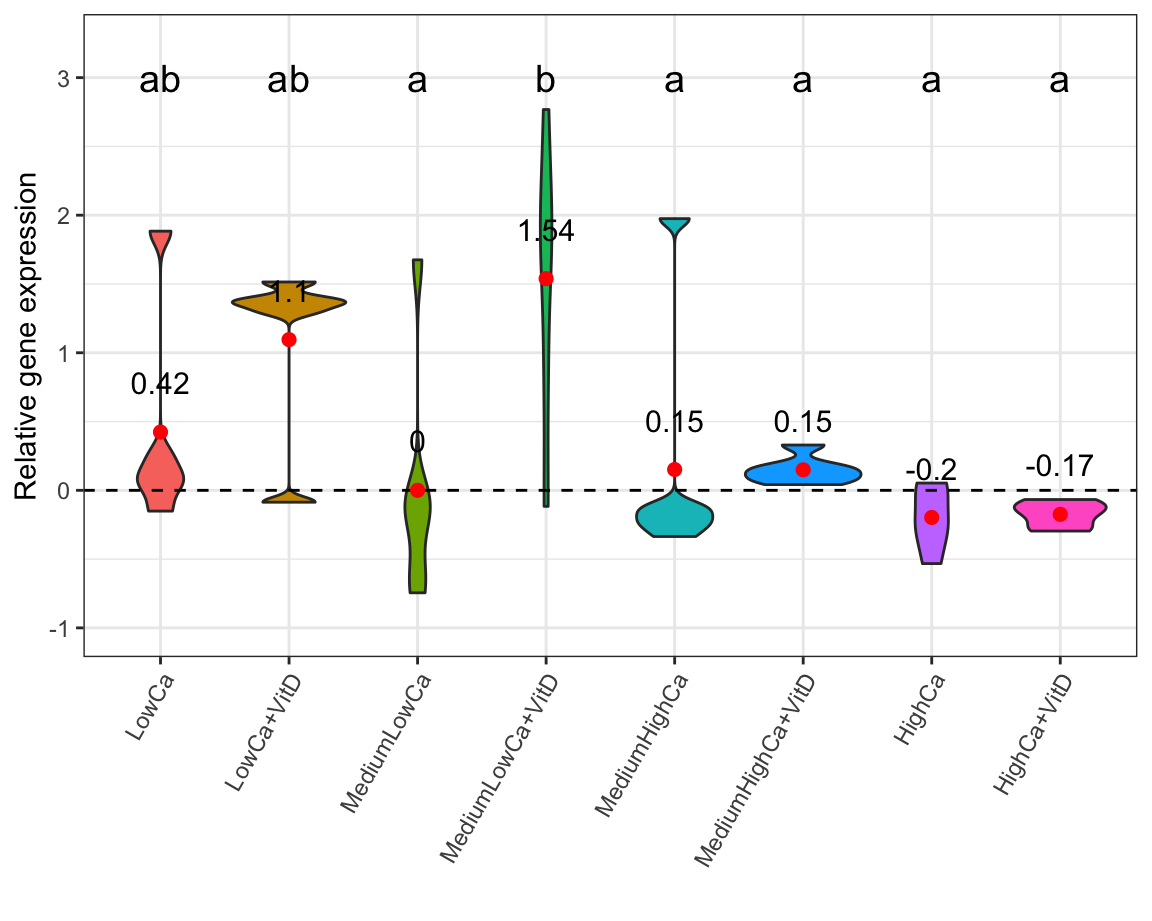 Relative gene expression
3
2
1
0
-1
ab ab a b a a a a
0.42
1.1
0
1.54
0.15
0.15
-0.2
-0.17
LowCa
LowCa+VitD
MediumLowCa
MediumLowCa+VitD
MediumHighCa
MediumHighCa+VitD
HighCa
HighCa+VitD